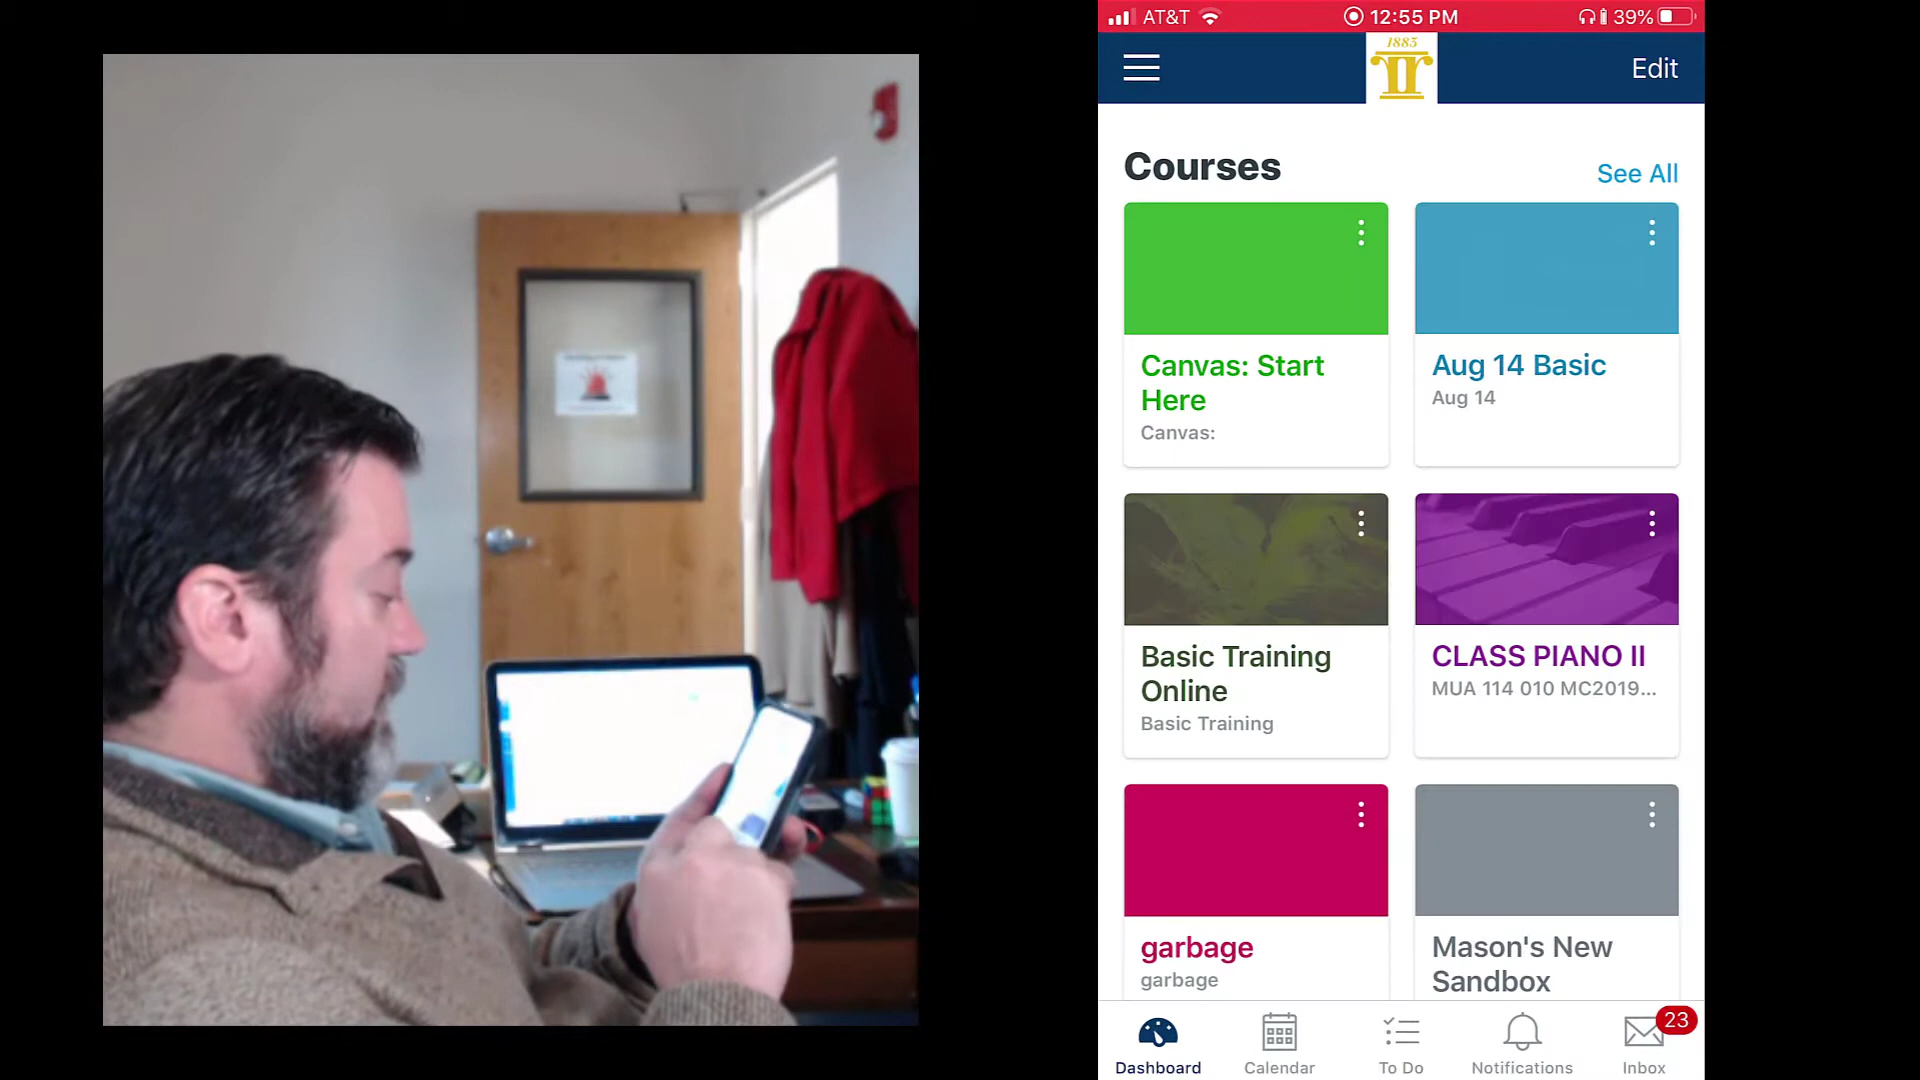 AT&T
12:55 PM
39%
1883
Edit
Courses
See All
Canvas: Start
Here
Canvas:
Aug 14 Basic
Aug 14
Basic Training
Online
Basic Training
CLASS PIANO II
MUA 114 010 MC2019...
garbage
garbage
Mason's New
Sandbox
Dashboard
Calendar
To Do
Notifications
23
Inbox